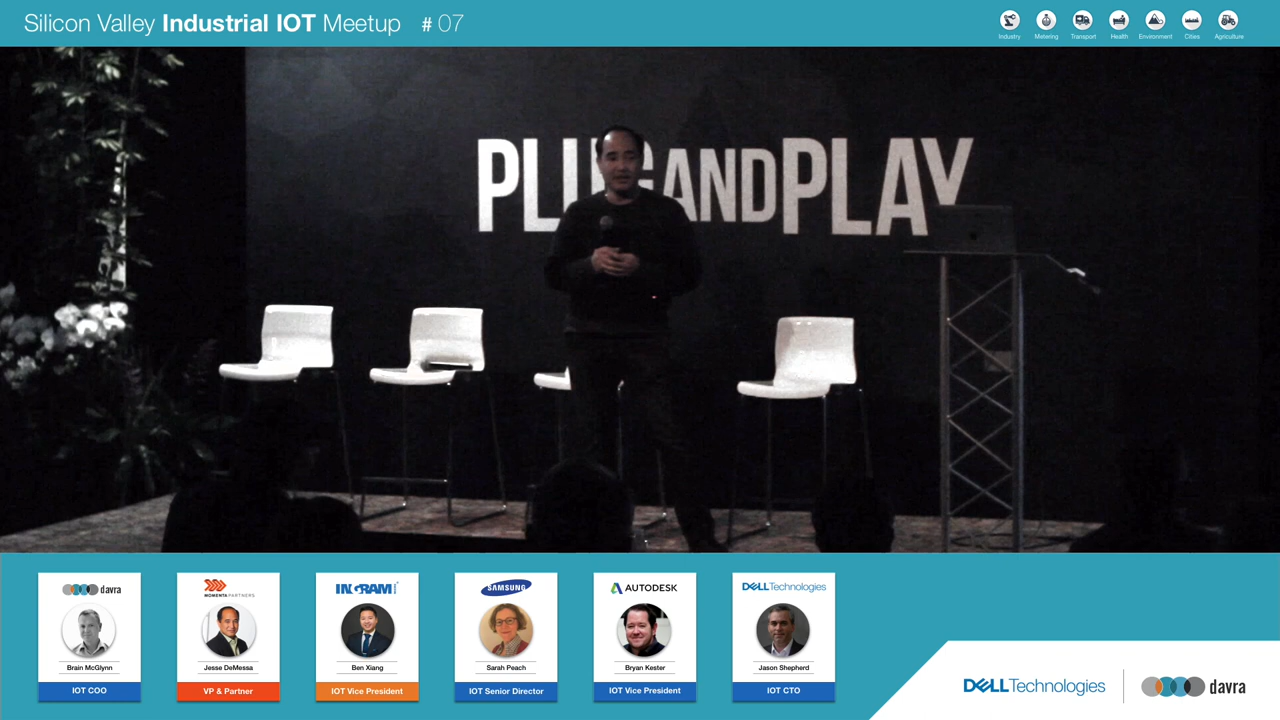 Silicon Valley Industrial IOT Meetup # 07
Industry Metering Transport Health Environment Cities Agriculture
PLUGANDPLAY
davra
Brain McGlynn
IOT COO
MOMENTA PARTNERS
Jesse DeMessa
VP & Partner
INGRAM
Ben Xiang
IOT Vice President
SAMSUNG
Sarah Peach
IOT Senior Director
AUTODESK
Bryan Kester
IOT Vice President
DELLTechnologies
Jason Shepherd
IOT CTO
DELLTechnologies
davra